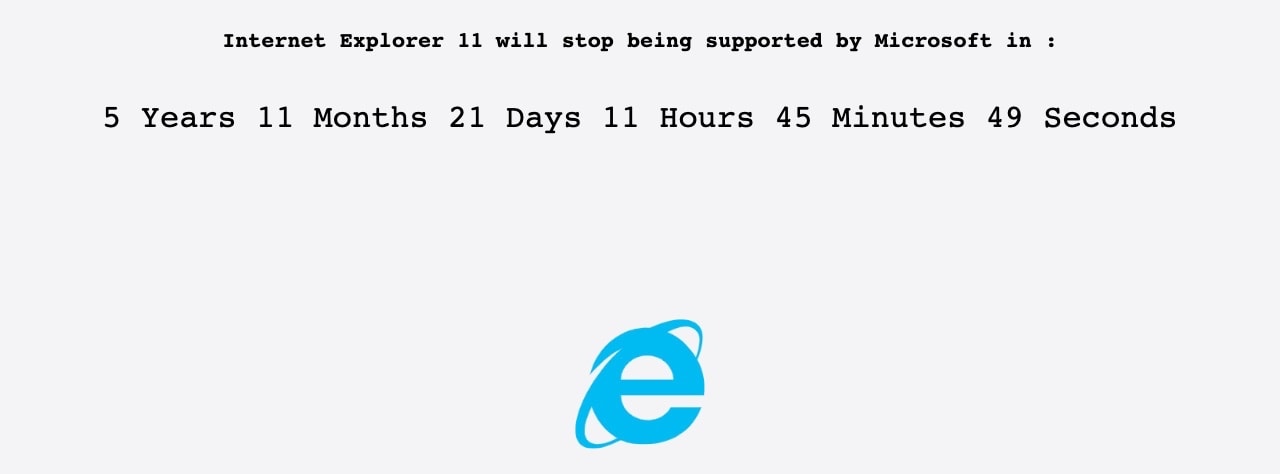 Internet Explorer 11 will stop being supported by Microsoft in :
5 Years 11 Months 21 Days 11 Hours 45 Minutes 49 Seconds